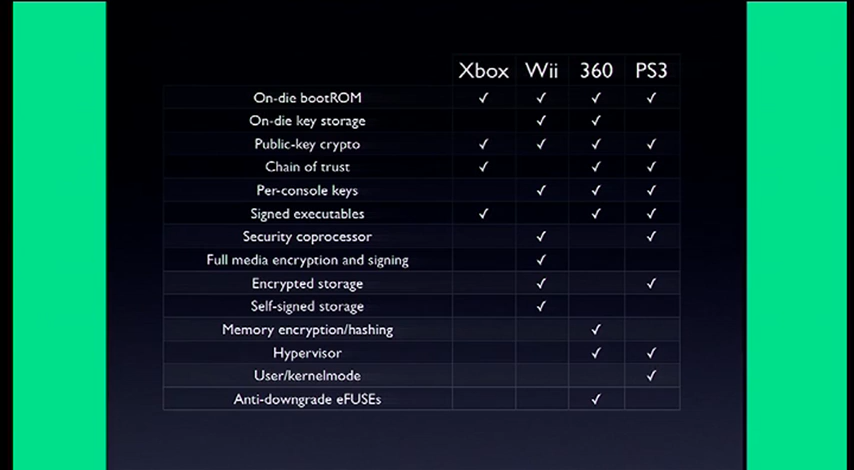 Xbox Wii 360 PS3
On-die bootROM ✓ ✓ ✓ ✓
On-die key storage ✓ ✓
Public-key crypto ✓ ✓ ✓ ✓
Chain of trust ✓ ✓ ✓
Per-console keys ✓ ✓ ✓
Signed executables ✓ ✓ ✓
Security coprocessor ✓ ✓
Full media encryption and signing ✓
Encrypted storage ✓ ✓
Self-signed storage ✓
Memory encryption/hashing ✓
Hypervisor ✓ ✓
User/kernelmode ✓
Anti-downgrade eFUSEs ✓